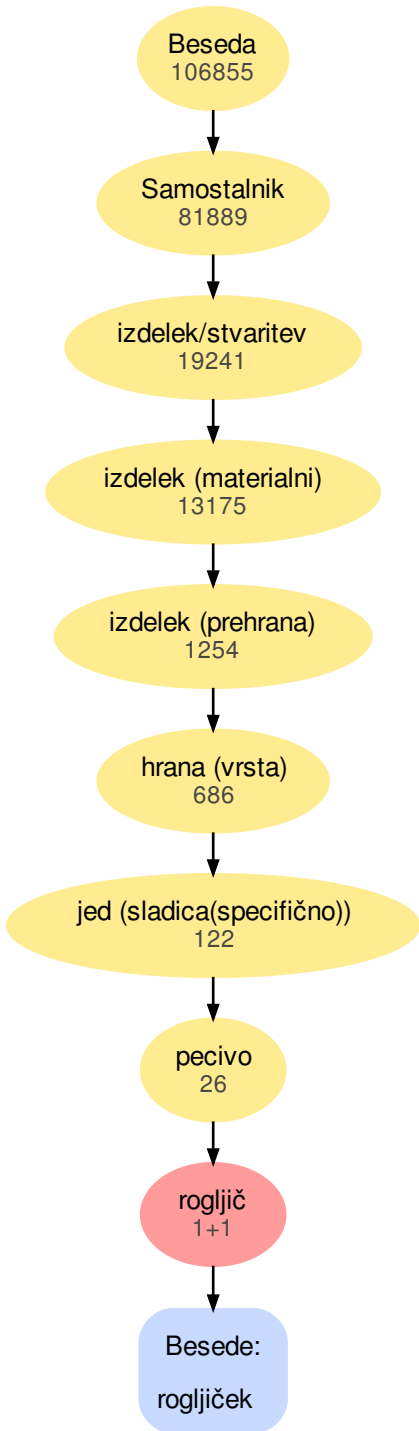 Beseda
106855
Samostalnik
81889
izdelek/stvaritev
19241
izdelek (materialni)
13175
izdelek (prehrana)
1254
hrana (vrsta)
686
jed (sladica(specifično))
122
pecivo
26
rogljič
1+1
Besede:
rogljiček